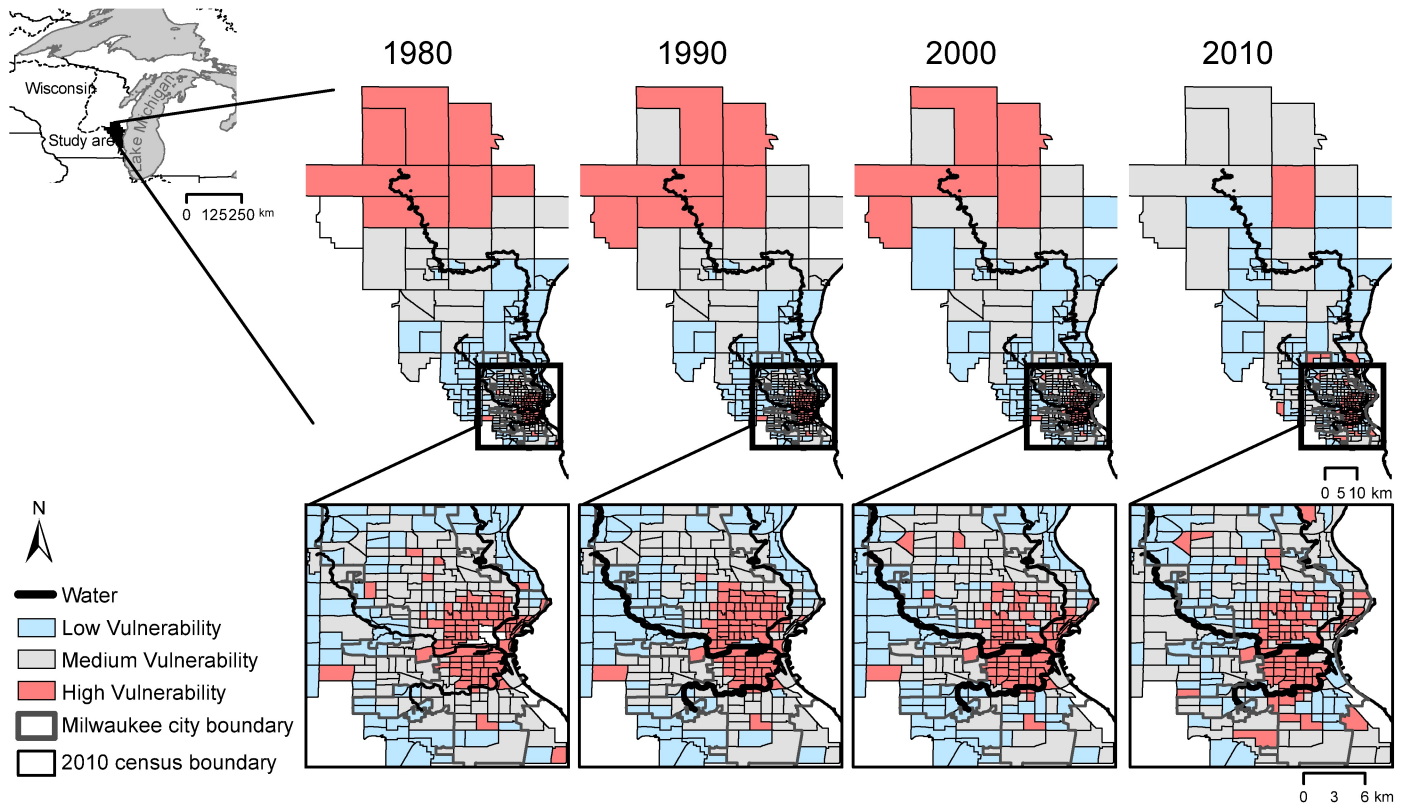 1980
1990
2000
2010
Wisconsin
Lake Michigan
Study are
0 125250 km
0 5 10 km
N
Water
Low Vulnerability
Medium Vulnerability
High Vulnerability
Milwaukee city boundary
2010 census boundary
0 3 6 km